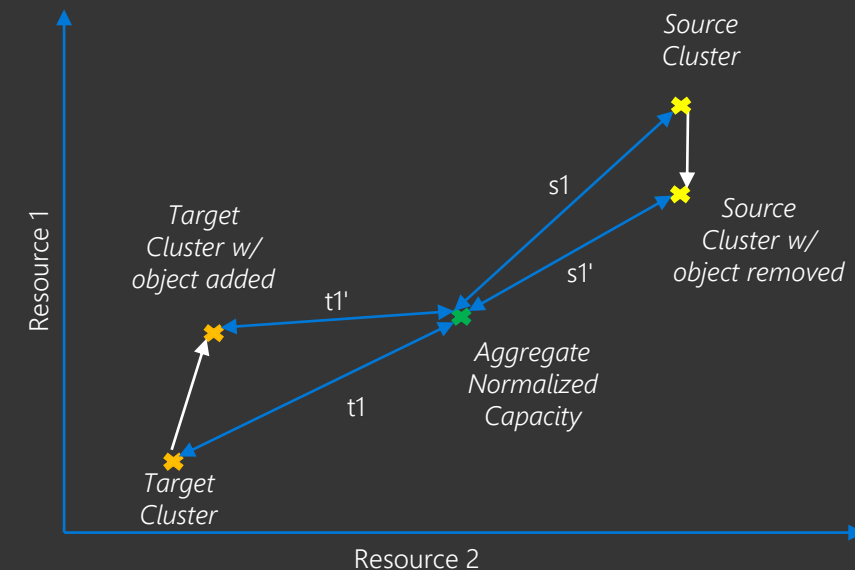 Source
Cluster
s1
Source
Cluster w/
object removed
s1'
Target
Cluster w/
object added
t1'
Resource 1
Aggregate
Normalized
Capacity
t1
Target
Cluster
Resource 2